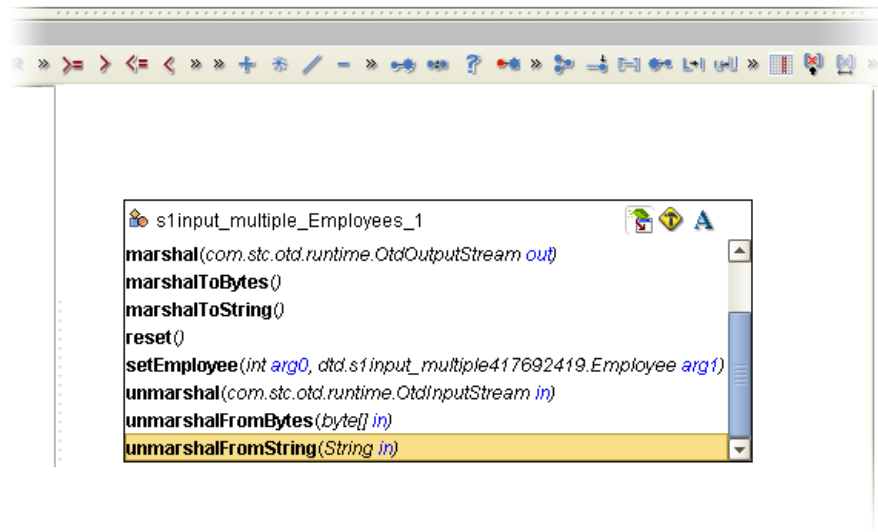 s1input_multiple_Employees_1
marshal(com.stc.otd.runtime.OtdOutputStream out)
marshalToBytes()
marshalToString()
reset()
setEmployee(int arg0, dtd.s1input_multiple417692419.Employee arg1)
unmarshal(com.stc.otd.runtime.OtdInputStream in)
unmarshalFromBytes(byte[] in)
unmarshalFromString(String in)